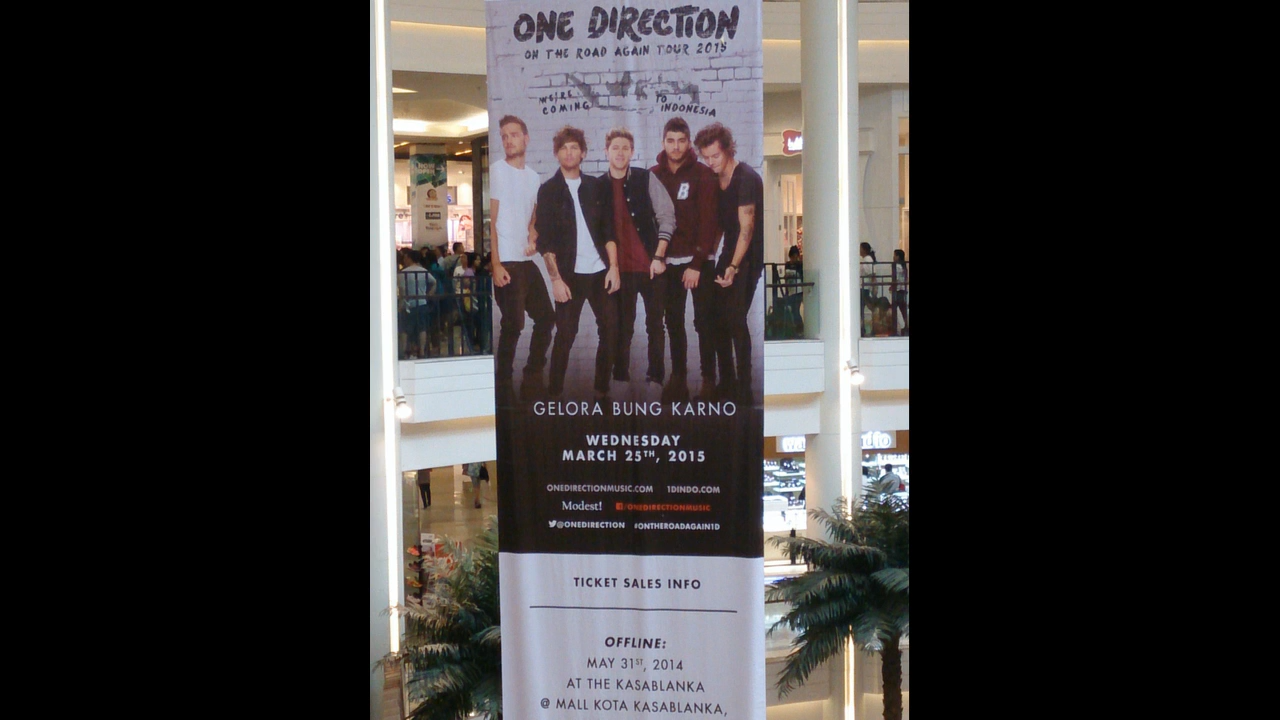 ONE DIRECTION
ON THE ROAD AGAIN TOUR 2015
WE'RE COMING TO INDONESIA
B
GELORA BUNG KARNO
WEDNESDAY
MARCH 25TH, 2015
ONEDIRECTIONMUSIC.COM 1DINDO.COM
Modest! /ONEDIRECTIONMUSIC
@ONEDIRECTION #ONTHEROADAGAIN1D
TICKET SALES INFO
OFFLINE:
MAY 31ST, 2014
AT THE KASABLANKA
@ MALL KOTA KASABLANKA,